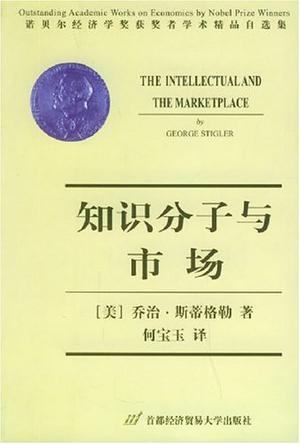 Outstanding Academic Works on Economics by Nobel Prize Winners
诺贝尔经济学奖获奖者学术精品自选集
THE INTELLECTUAL AND
THE MARKETPLACE
by
GEORGE STIGLER
知识分子与
市场
[美] 乔治·斯蒂格勒 著
何宝玉 译
首都经济贸易大学出版社